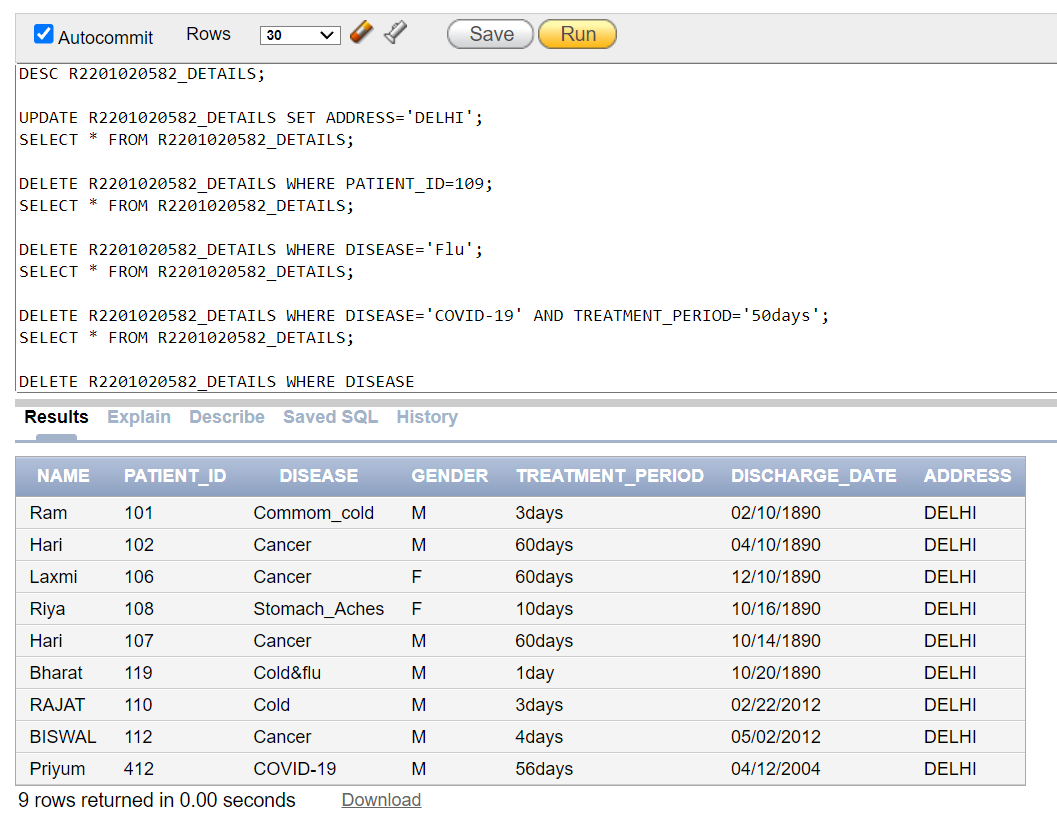 Autocommit Rows 30 Save Run
DESC R2201020582_DETAILS;
UPDATE R2201020582_DETAILS SET ADDRESS='DELHI';
SELECT * FROM R2201020582_DETAILS;
DELETE R2201020582_DETAILS WHERE PATIENT_ID=109;
SELECT * FROM R2201020582_DETAILS;
DELETE R2201020582_DETAILS WHERE DISEASE='Flu';
SELECT * FROM R2201020582_DETAILS;
DELETE R2201020582_DETAILS WHERE DISEASE='COVID-19' AND TREATMENT_PERIOD='50days';
SELECT * FROM R2201020582_DETAILS;
DELETE R2201020582_DETAILS WHERE DISEASE
Results Explain Describe Saved SQL History
NAME PATIENT_ID DISEASE GENDER TREATMENT_PERIOD DISCHARGE_DATE ADDRESS
Ram 101 Commom_cold M 3days 02/10/1890 DELHI
Hari 102 Cancer M 60days 04/10/1890 DELHI
Laxmi 106 Cancer F 60days 12/10/1890 DELHI
Riya 108 Stomach_Aches F 10days 10/16/1890 DELHI
Hari 107 Cancer M 60days 10/14/1890 DELHI
Bharat 119 Cold&flu M 1day 10/20/1890 DELHI
RAJAT 110 Cold M 3days 02/22/2012 DELHI
BISWAL 112 Cancer M 4days 05/02/2012 DELHI
Priyum 412 COVID-19 M 56days 04/12/2004 DELHI
9 rows returned in 0.00 seconds Download